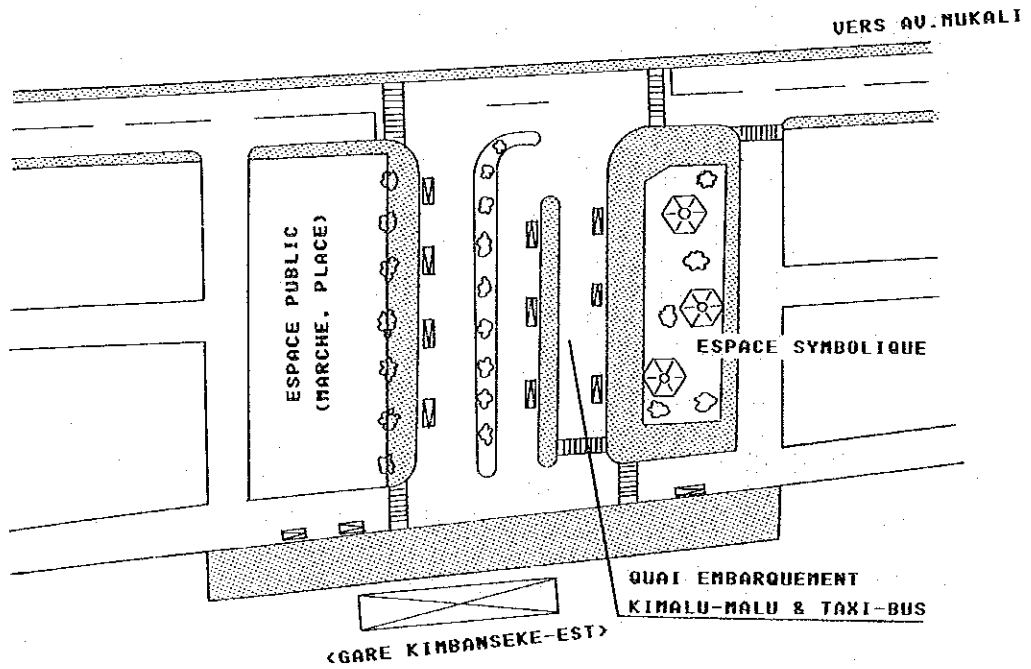 VERS AV.MUKALI
ESPACE PUBLIC
(MARCHE, PLACE)
ESPACE SYMBOLIQUE
QUAI EMBARQUEMENT
KIMALU-MALU & TAXI-BUS
<GARE KIMBANSEKE-EST>